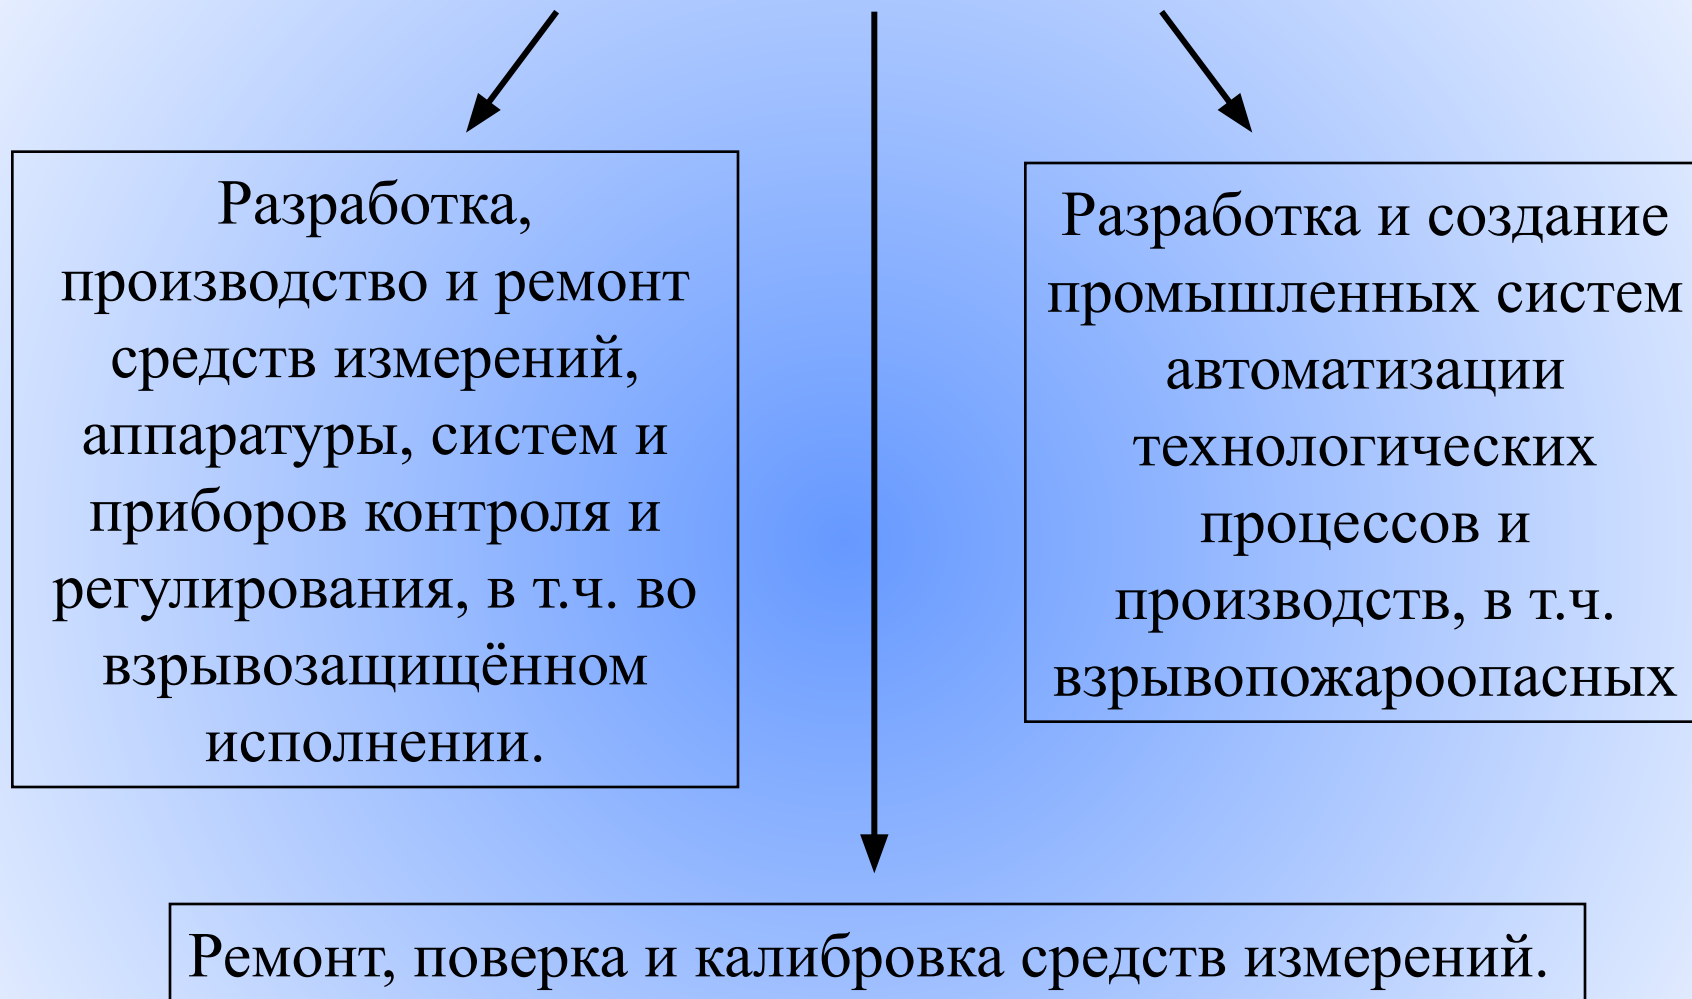 Разработка,
производство и ремонт
средств измерений,
аппаратуры, систем и
приборов контроля и
регулирования, в т.ч. во
взрывозащищённом
исполнении.
Разработка и создание
промышленных систем
автоматизации
технологических
процессов и
производств, в т.ч.
взрывопожароопасных
Ремонт, поверка и калибровка средств измерений.